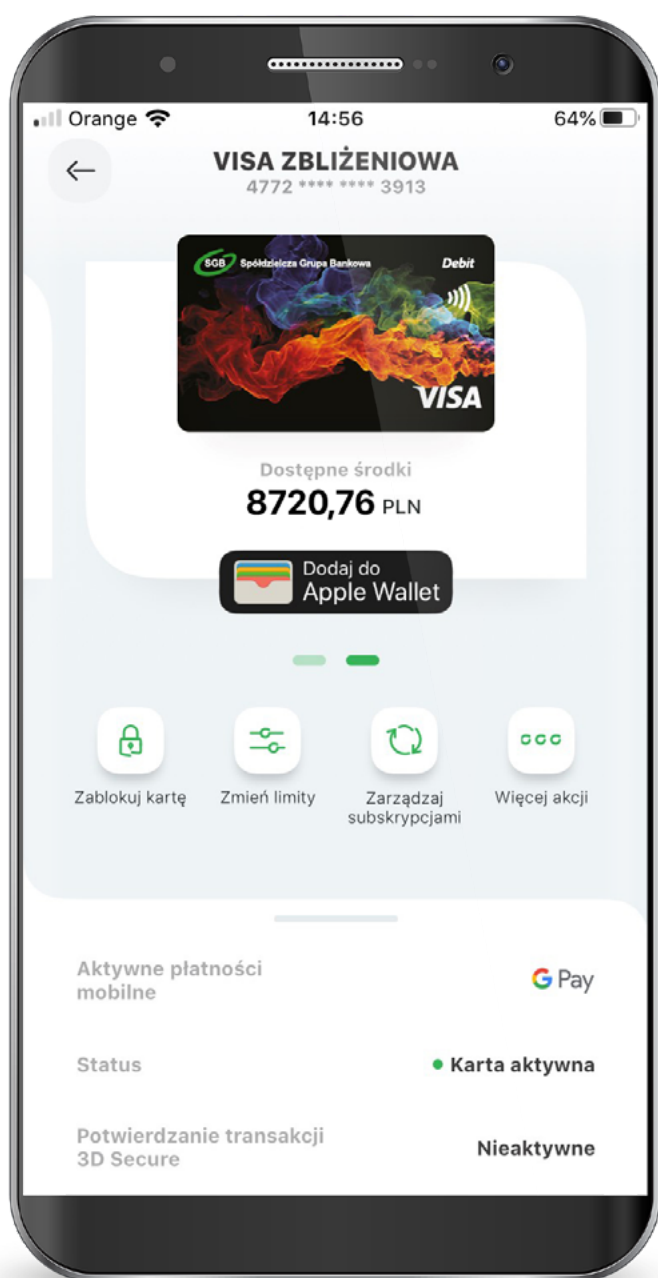 Orange 14:56 64%
VISA ZBLIŻENIOWA
4772 **** **** 3913
SGB Spółdzielcza Grupa Bankowa Debit
VISA
Dostępne środki
8720,76 PLN
Dodaj do
Apple Wallet
Zablokuj kartę Zmień limity Zarządzaj Więcej akcji
subskrypcjami
Aktywne płatności
mobilne
G Pay
Status Karta aktywna
Potwierdzanie transakcji
3D Secure
Nieaktywne